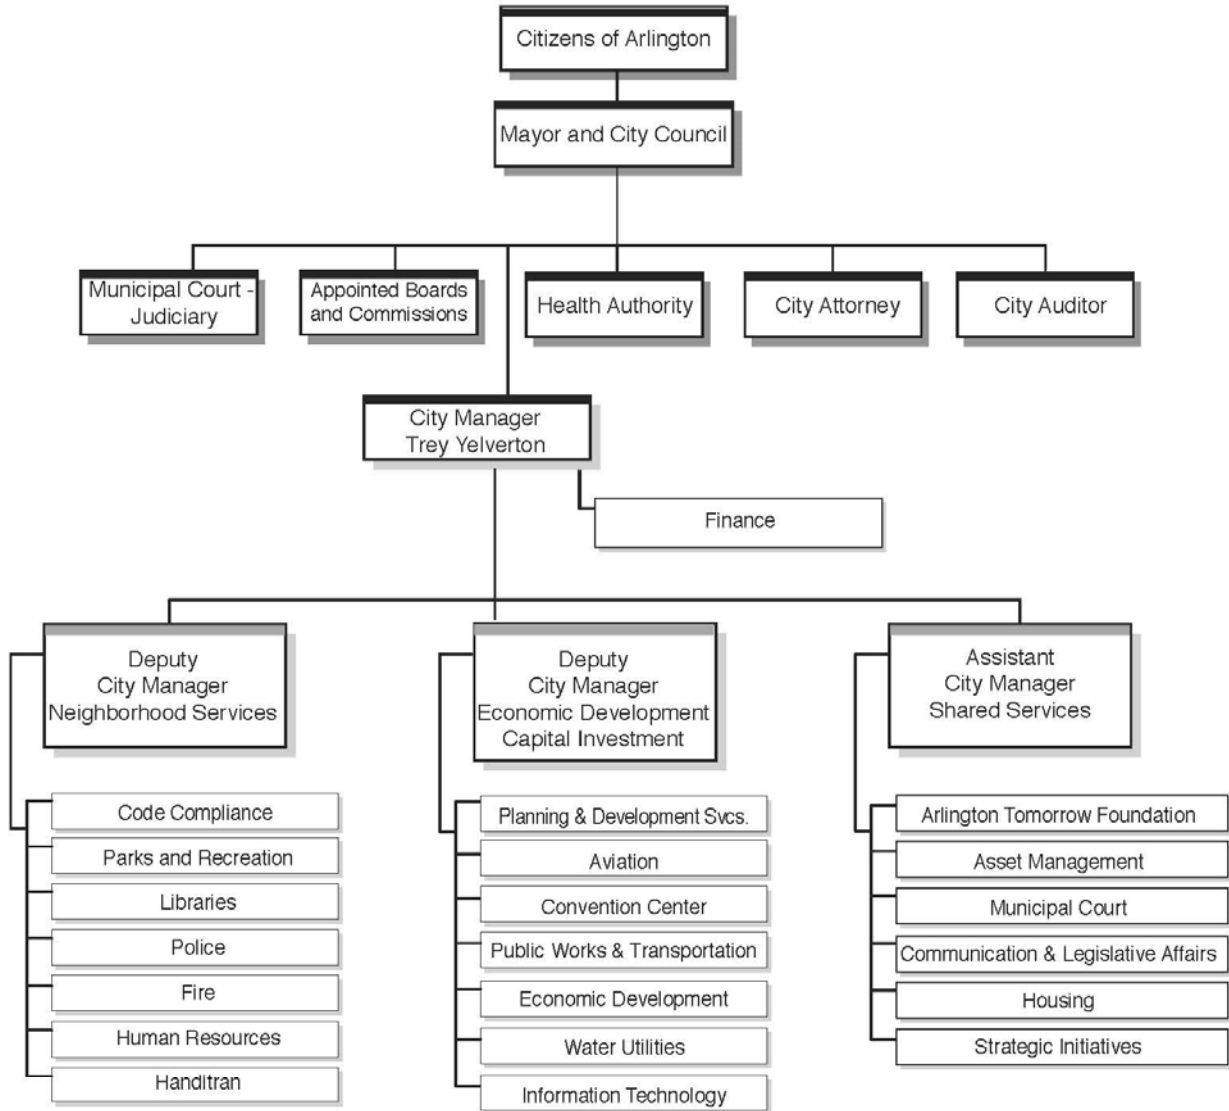 Citizens of Arlington
Mayor and City Council
Municipal Court -
Judiciary
Appointed Boards
and Commissions
Health Authority
City Attorney
City Auditor
City Manager
Trey Yelverton
Finance
Deputy
City Manager
Neighborhood Services
Code Compliance
Parks and Recreation
Libraries
Police
Fire
Human Resources
Handitran
Deputy
City Manager
Economic Development
Capital Investment
Planning & Development Svcs.
Aviation
Convention Center
Public Works & Transportation
Economic Development
Water Utilities
Information Technology
Assistant
City Manager
Shared Services
Arlington Tomorrow Foundation
Asset Management
Municipal Court
Communication & Legislative Affairs
Housing
Strategic Initiatives